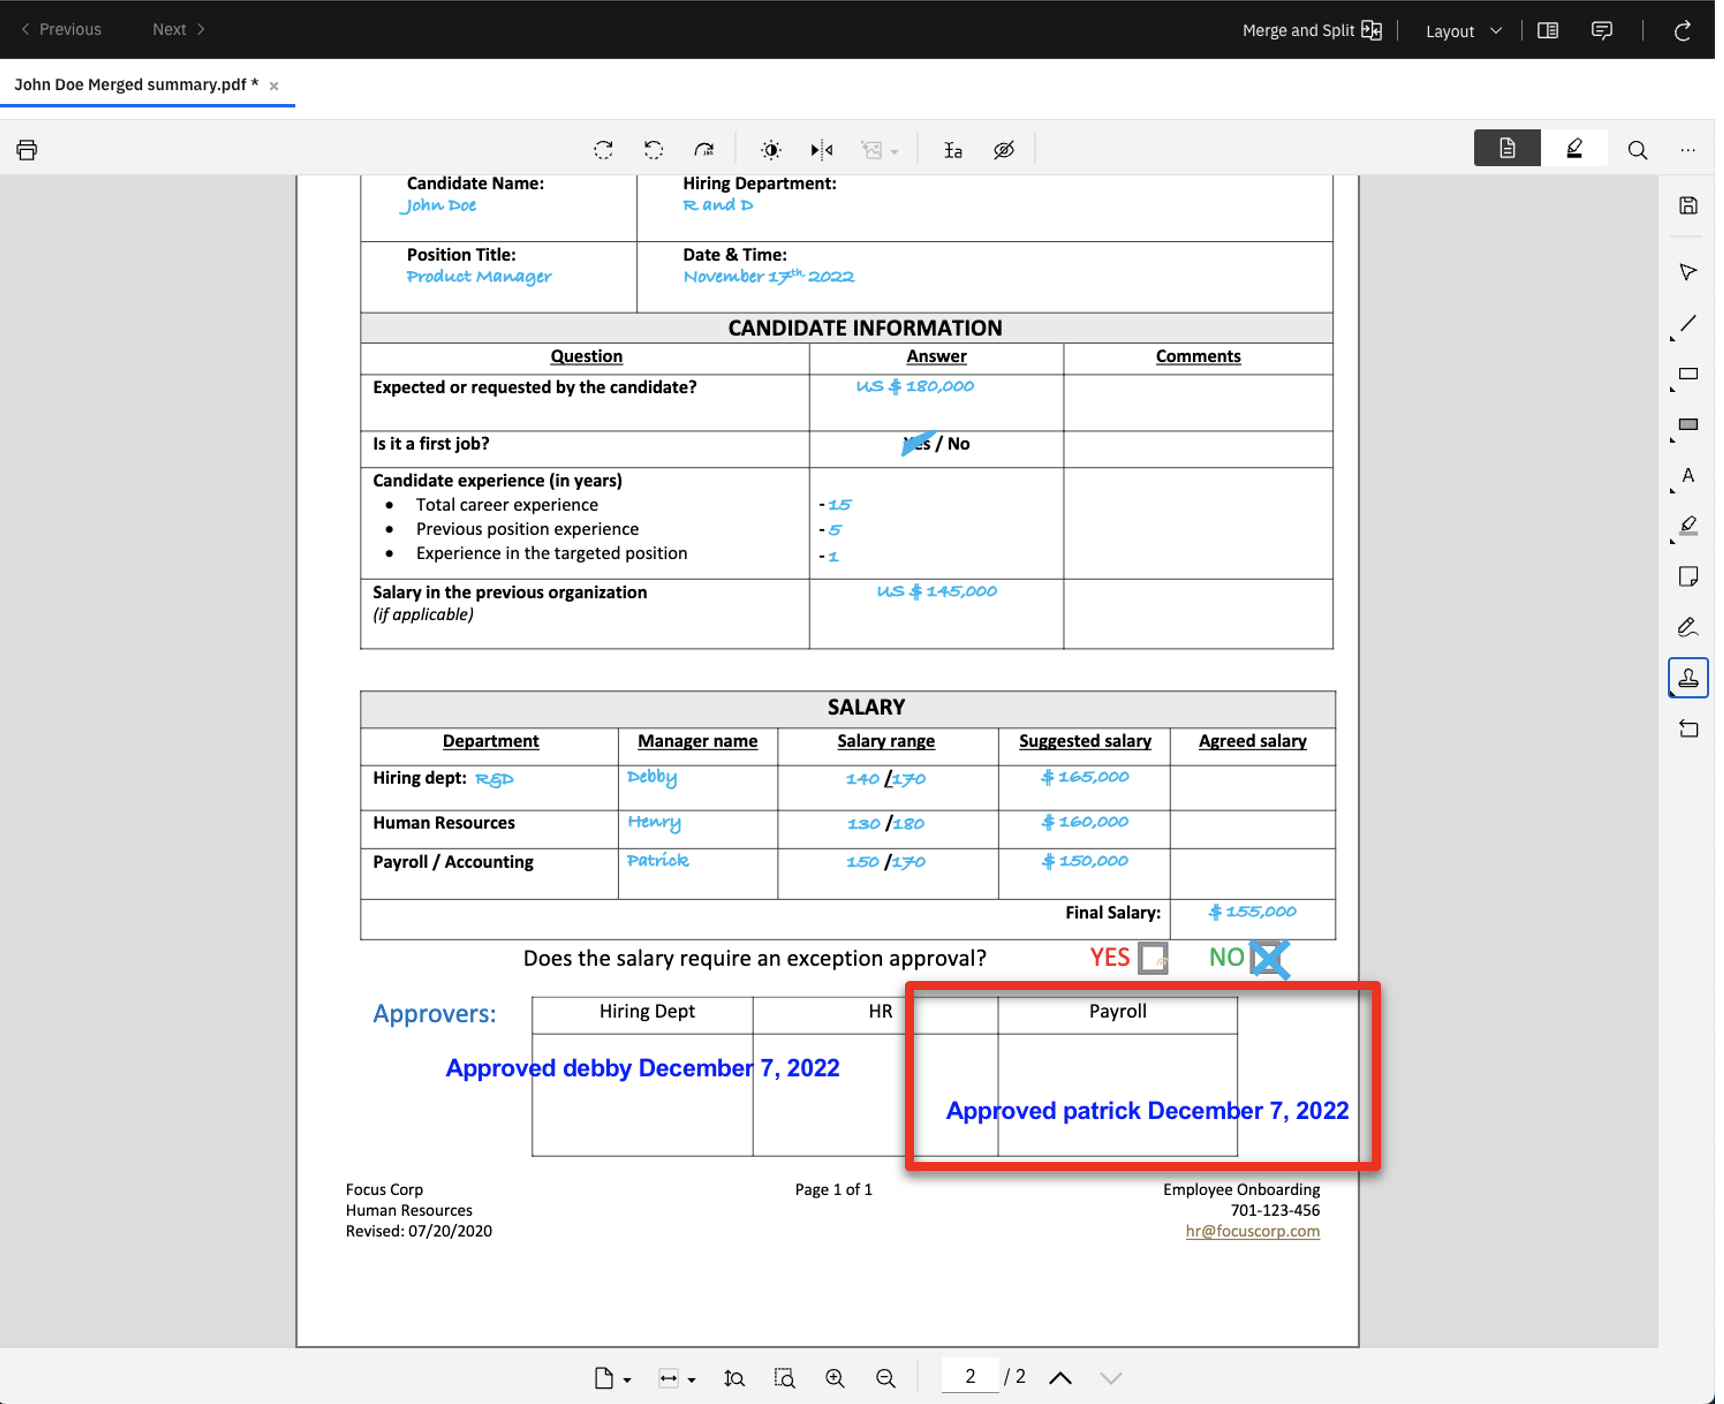 Previous Next Merge and Split Layout
John Doe Merged summary.pdf * ×
Candidate Name: Hiring Department:
John Doe R and D
Position Title: Date & Time:
Product Manager November 17th, 2022
CANDIDATE INFORMATION
Question Answer Comments
Expected or requested by the candidate? US $ 180,000
Is it a first job? Yes / No
Candidate experience (in years)
• Total career experience - 15
• Previous position experience - 5
• Experience in the targeted position - 1
Salary in the previous organization US $ 145,000
(if applicable)
SALARY
Department Manager name Salary range Suggested salary Agreed salary
Hiring dept: R&D Debby 140 /170 $ 165,000
Human Resources Henry 130 /180 $ 160,000
Payroll / Accounting Patrick 150 /170 $ 150,000
Final Salary: $ 155,000
Does the salary require an exception approval? YES NO
Approvers: Hiring Dept HR Payroll
Approved debby December 7, 2022
Approved patrick December 7, 2022
Focus Corp Page 1 of 1 Employee Onboarding
Human Resources 701-123-456
Revised: 07/20/2020 hr@focuscorp.com
2 / 2